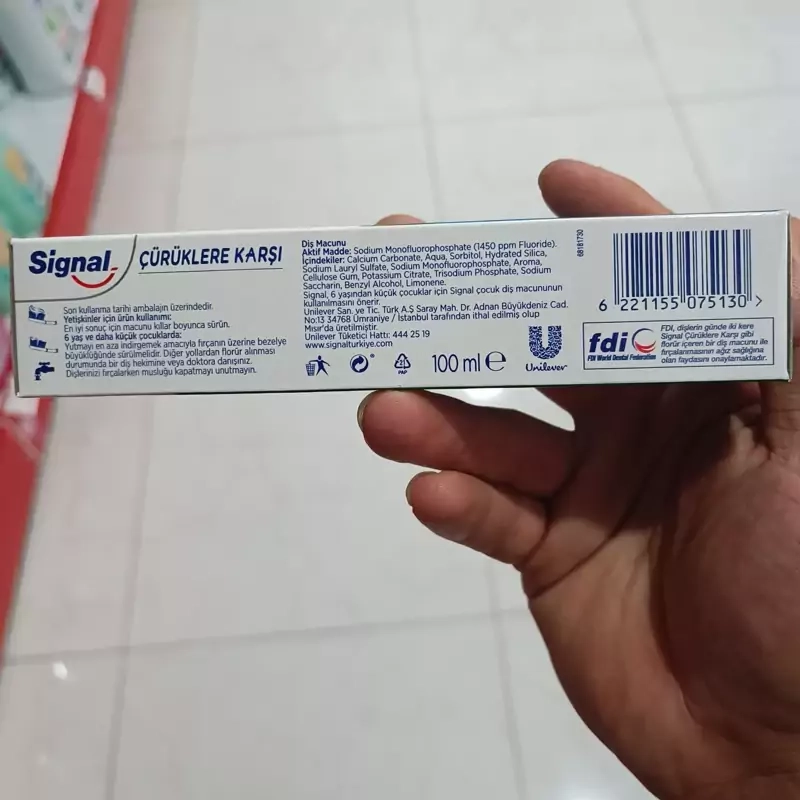 Signal
ÇÜRÜKLERE KARŞI
Son kullanma tarihi ambalajın üzerindedir.
Yetişkinler için ürün kullanımı:
En iyi sonuç için macunu kıllar boyunca sürün.
6 yaş ve daha küçük çocuklarda:
Yutmayı en aza indirgemek amacıyla fırçanın üzerine bezelye
büyüklüğünde sürülmelidir. Diğer yollardan florür alınması
durumunda bir diş hekimine veya doktora danışınız.
Dişlerinizi fırçalarken musluğu kapatmayı unutmayın.
Diş Macunu
Aktif Madde: Sodium Monofluorophosphate (1450 ppm Fluoride).
İçindekiler: Calcium Carbonate, Aqua, Sorbitol, Hydrated Silica,
Sodium Lauryl Sulfate, Sodium Monofluorophosphate, Aroma,
Cellulose Gum, Potassium Citrate, Trisodium Phosphate, Sodium
Saccharin, Benzyl Alcohol, Limonene.
Signal, 6 yaşından küçük çocuklar için Signal çocuk diş macununun
kullanılmasını önerir.
Unilever San. ve Tic. Türk A.Ş Saray Mah. Dr. Adnan Büyükdeniz Cad.
No:13 34768 Ümraniye / İstanbul tarafından ithal edilmiş olup
Mısır'da üretilmiştir.
Unilever Tüketici Hattı: 444 25 19
www.signalturkiye.com
PAP
100 ml e
Unilever
68181730
6 221155 075130 >
fdi
FDI World Dental Federation
FDI, dişlerin günde iki kere
Signal Çürüklere Karşı gibi
florür içeren bir diş macunu ile
fırçalanmasının ağız sağlığına
olan faydasını onaylamaktadır.